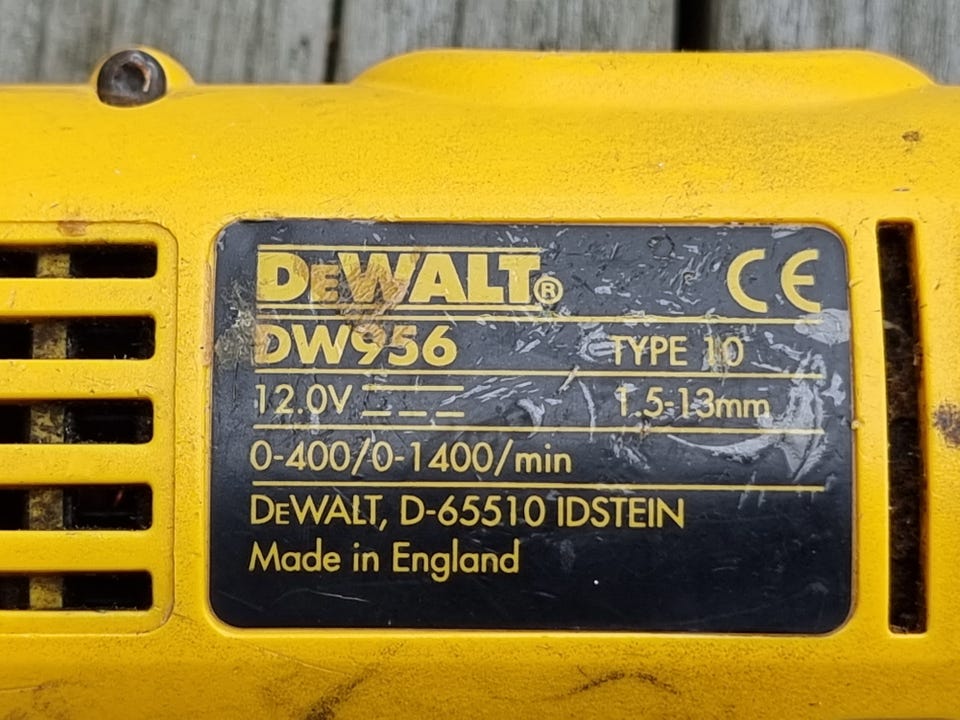 DEWALT® CE
DW956 TYPE 10
12.0V 1.5-13mm
0-400/0-1400/min
DEWALT, D-65510 IDSTEIN
Made in England